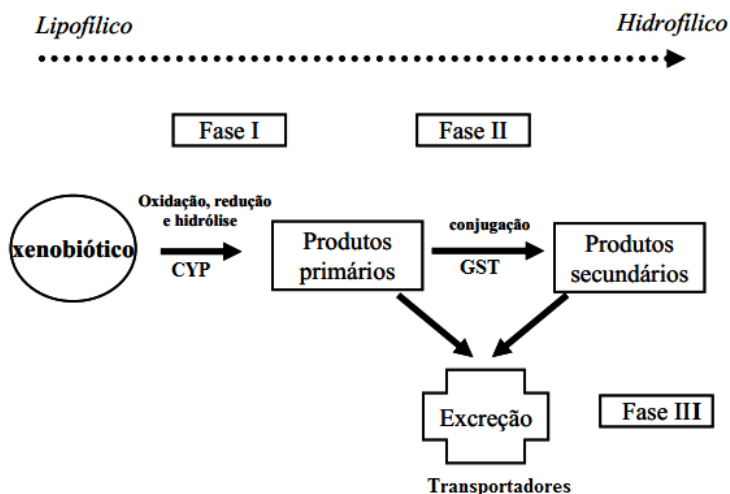 Lipofílico
Hidrofílico
Fase I
Fase II
xenobiótico
Oxidação, redução
e hidrólise
CYP
Produtos
primários
conjugação
GST
Produtos
secundários
Excreção
Fase III
Transportadores